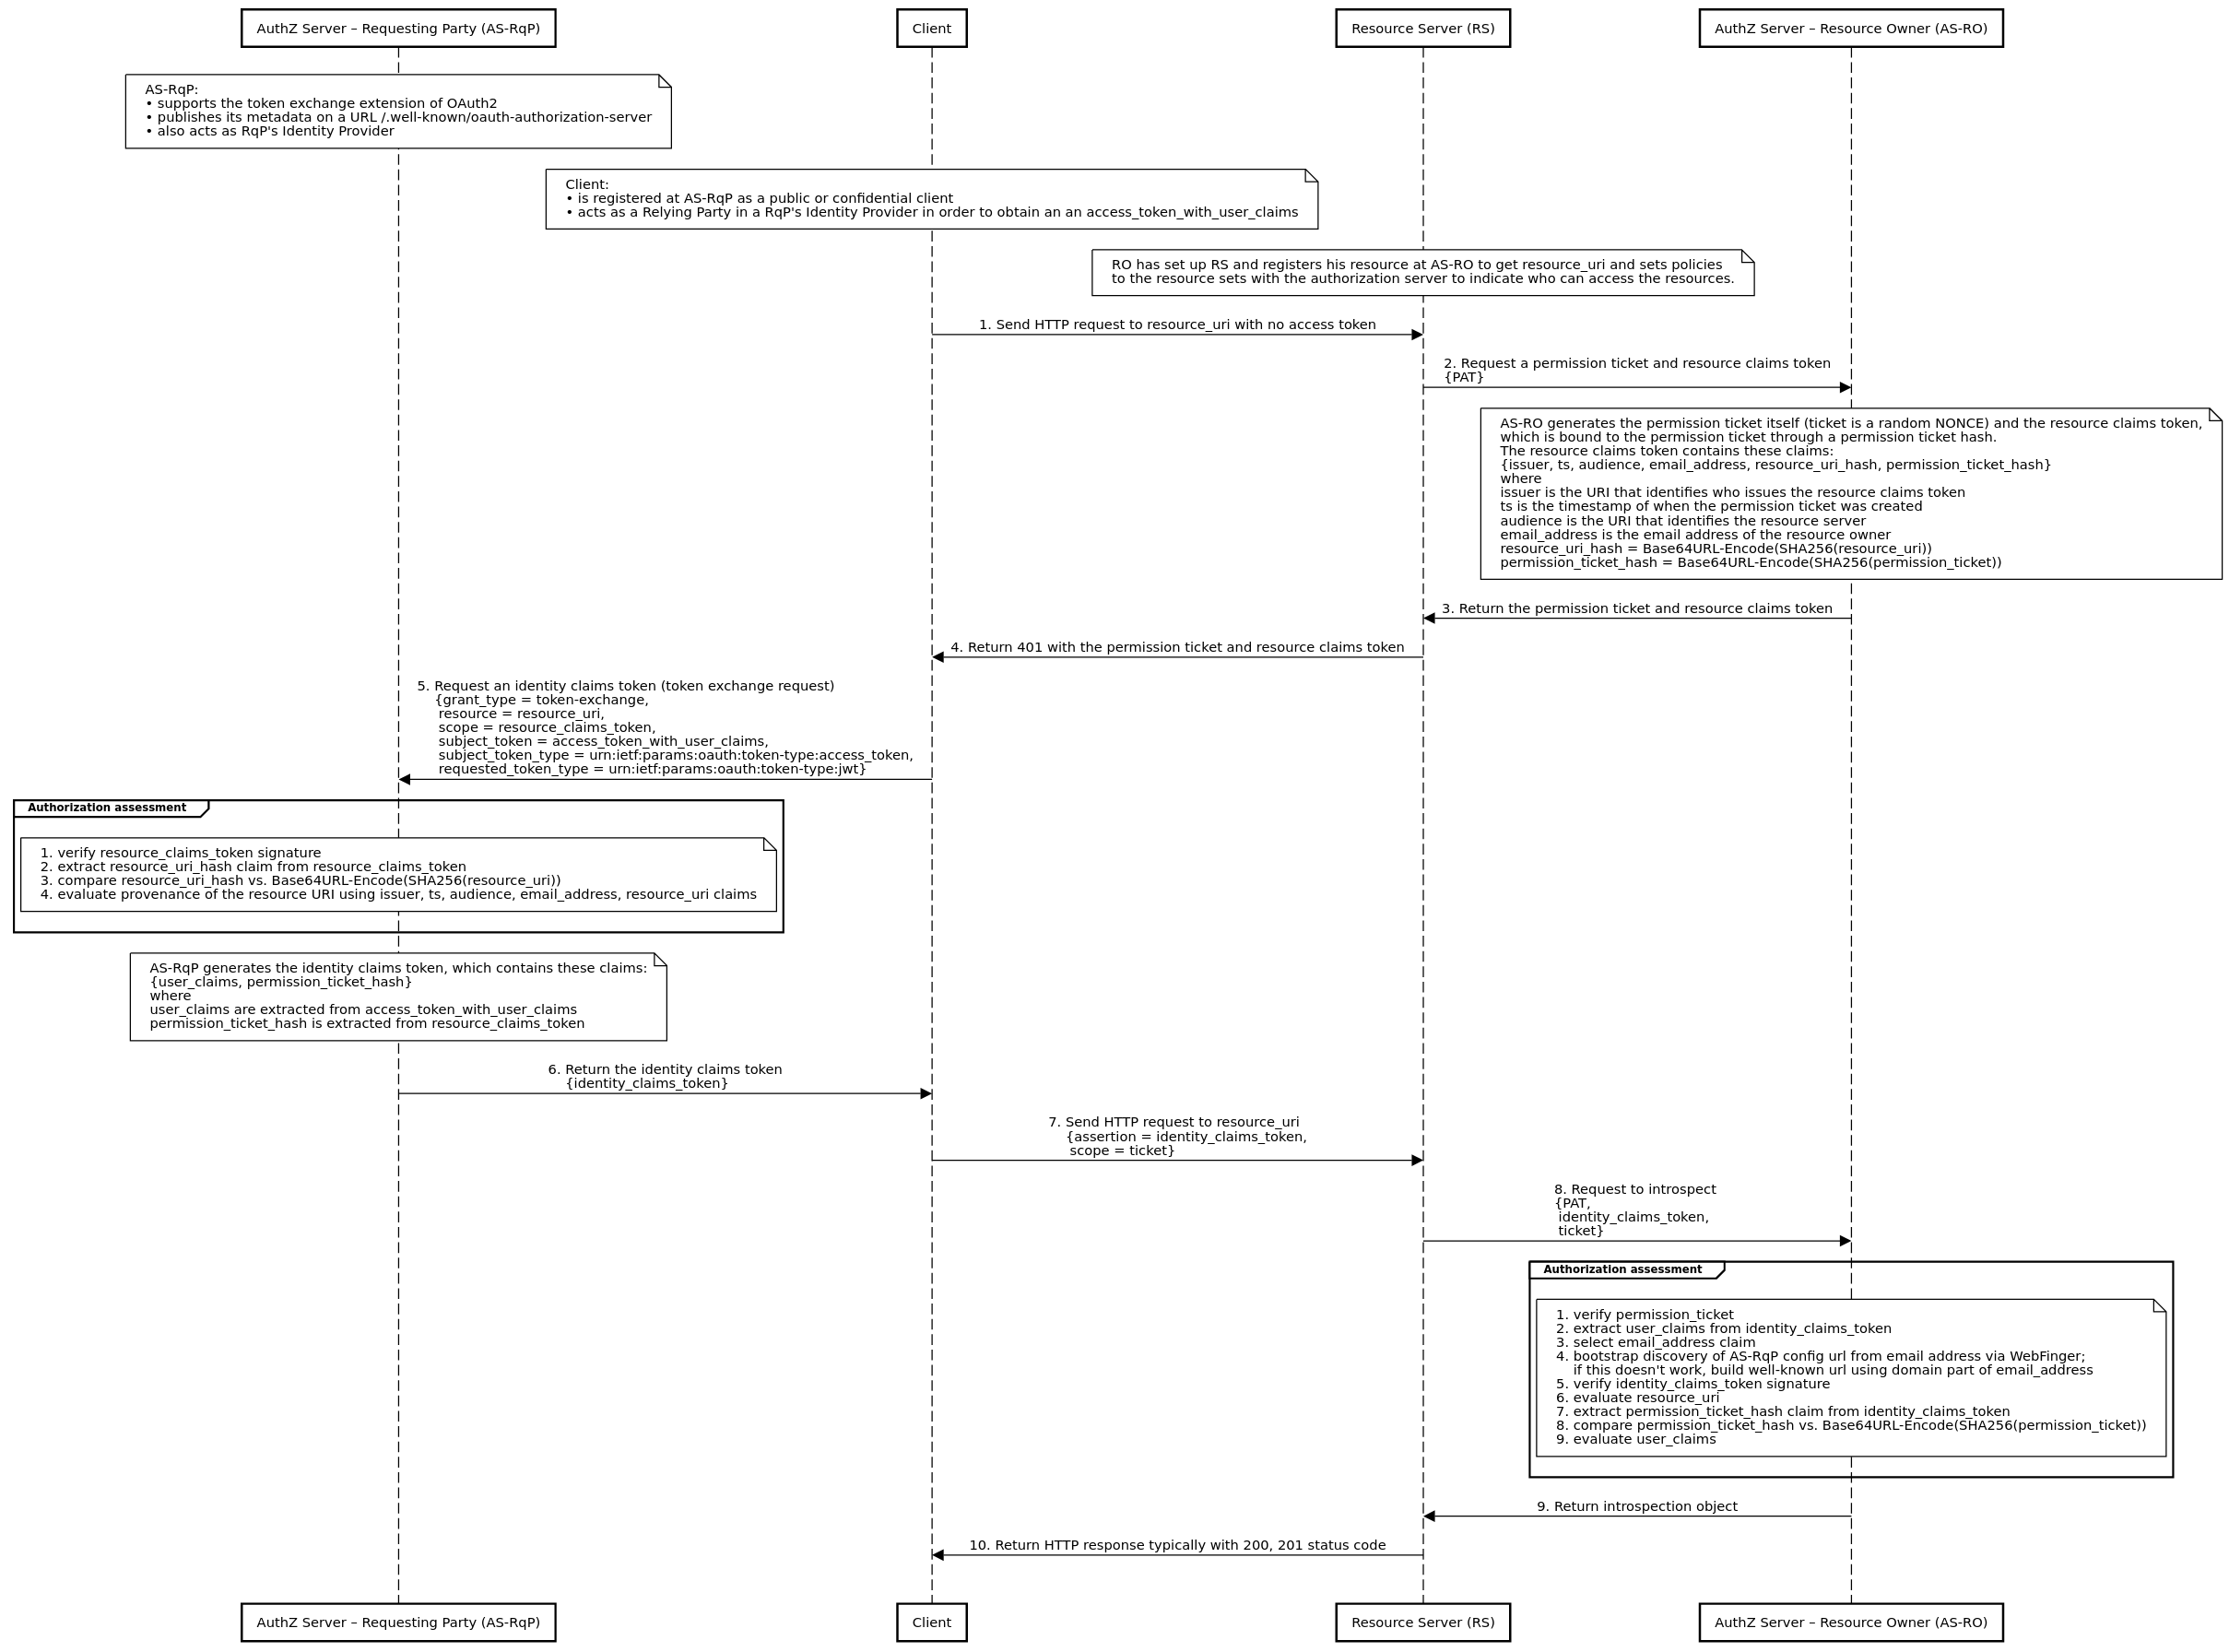 AuthZ Server – Requesting Party (AS-RqP)
Client
Resource Server (RS)
AuthZ Server – Resource Owner (AS-RO)
AS-RqP:
• supports the token exchange extension of OAuth2
• publishes its metadata on a URL /.well-known/oauth-authorization-server
• also acts as RqP's Identity Provider
Client:
• is registered at AS-RqP as a public or confidential client
• acts as a Relying Party in a RqP's Identity Provider in order to obtain an an access_token_with_user_claims
RO has set up RS and registers his resource at AS-RO to get resource_uri and sets policies
to the resource sets with the authorization server to indicate who can access the resources.
1. Send HTTP request to resource_uri with no access token
2. Request a permission ticket and resource claims token
{PAT}
AS-RO generates the permission ticket itself (ticket is a random NONCE) and the resource claims token,
which is bound to the permission ticket through a permission ticket hash.
The resource claims token contains these claims:
{issuer, ts, audience, email_address, resource_uri_hash, permission_ticket_hash}
where
issuer is the URI that identifies who issues the resource claims token
ts is the timestamp of when the permission ticket was created
audience is the URI that identifies the resource server
email_address is the email address of the resource owner
resource_uri_hash = Base64URL-Encode(SHA256(resource_uri))
permission_ticket_hash = Base64URL-Encode(SHA256(permission_ticket))
3. Return the permission ticket and resource claims token
4. Return 401 with the permission ticket and resource claims token
5. Request an identity claims token (token exchange request)
{grant_type = token-exchange,
resource = resource_uri,
scope = resource_claims_token,
subject_token = access_token_with_user_claims,
subject_token_type = urn:ietf:params:oauth:token-type:access_token,
requested_token_type = urn:ietf:params:oauth:token-type:jwt}
Authorization assessment
1. verify resource_claims_token signature
2. extract resource_uri_hash claim from resource_claims_token
3. compare resource_uri_hash vs. Base64URL-Encode(SHA256(resource_uri))
4. evaluate provenance of the resource URI using issuer, ts, audience, email_address, resource_uri claims
AS-RqP generates the identity claims token, which contains these claims:
{user_claims, permission_ticket_hash}
where
user_claims are extracted from access_token_with_user_claims
permission_ticket_hash is extracted from resource_claims_token
6. Return the identity claims token
{identity_claims_token}
7. Send HTTP request to resource_uri
{assertion = identity_claims_token,
scope = ticket}
8. Request to introspect
{PAT,
identity_claims_token,
ticket}
Authorization assessment
1. verify permission_ticket
2. extract user_claims from identity_claims_token
3. select email_address claim
4. bootstrap discovery of AS-RqP config url from email address via WebFinger;
if this doesn't work, build well-known url using domain part of email_address
5. verify identity_claims_token signature
6. evaluate resource_uri
7. extract permission_ticket_hash claim from identity_claims_token
8. compare permission_ticket_hash vs. Base64URL-Encode(SHA256(permission_ticket))
9. evaluate user_claims
9. Return introspection object
10. Return HTTP response typically with 200, 201 status code
AuthZ Server – Requesting Party (AS-RqP)
Client
Resource Server (RS)
AuthZ Server – Resource Owner (AS-RO)